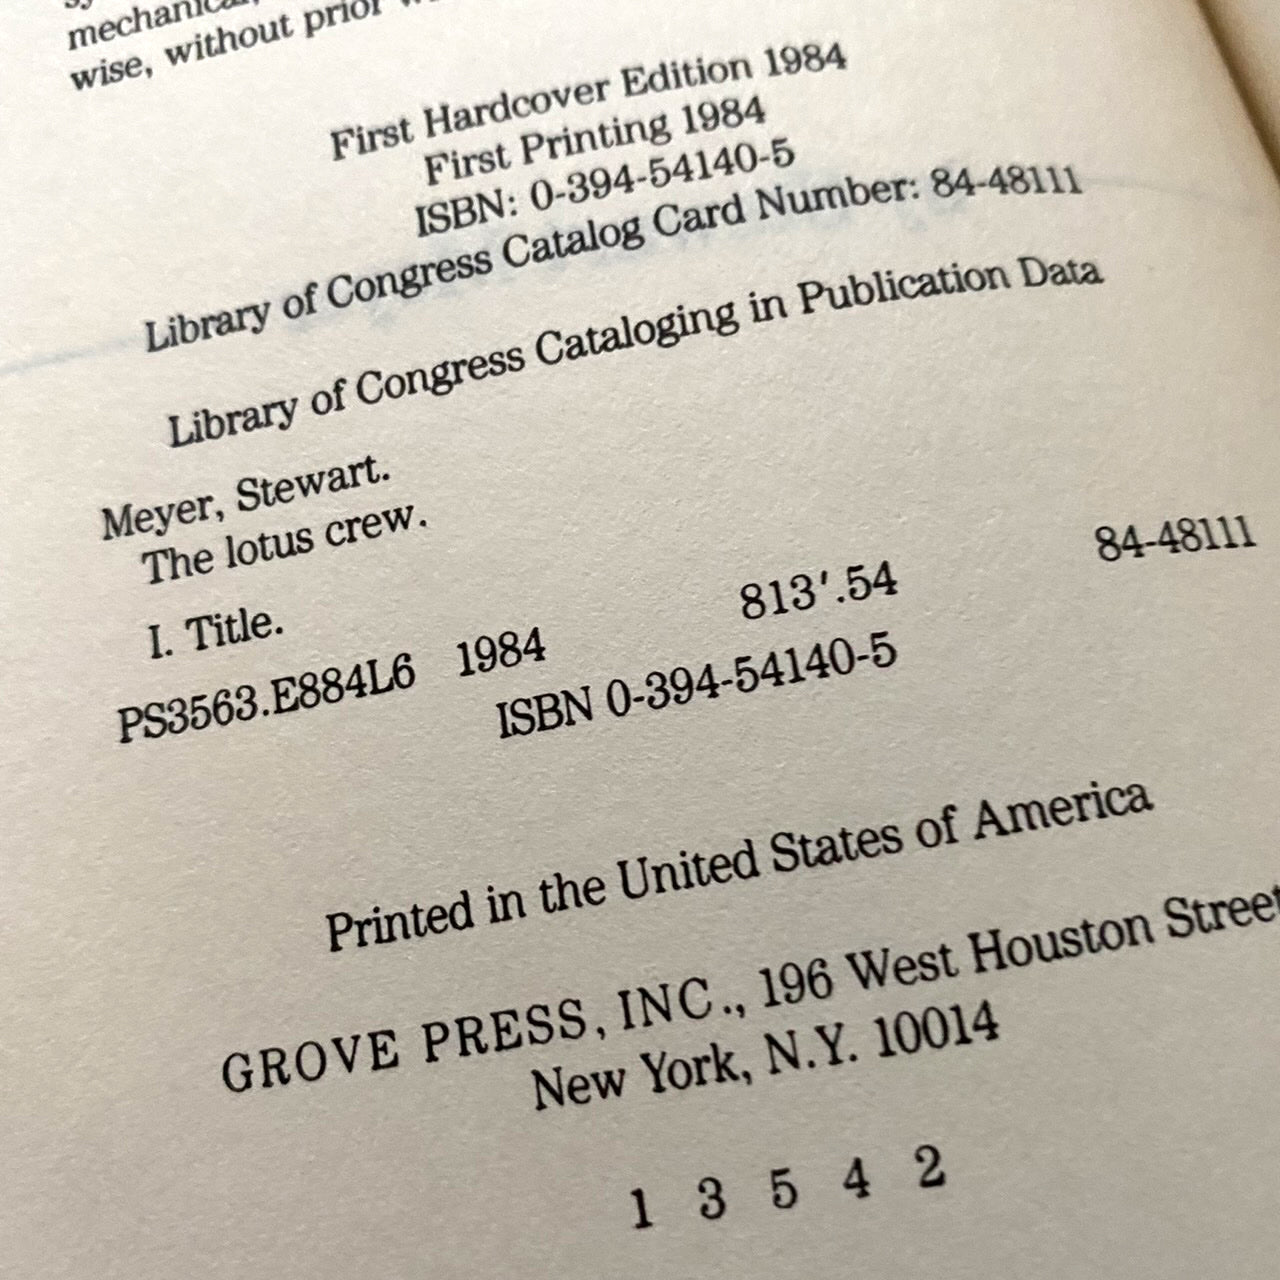 mechanical,
wise, without prior
First Hardcover Edition 1984
First Printing 1984
ISBN: 0-394-54140-5
Library of Congress Catalog Card Number: 84-48111
Library of Congress Cataloging in Publication Data
Meyer, Stewart.
The lotus crew.
I. Title.
PS3563.E884L6 1984 813'.54 84-48111
ISBN 0-394-54140-5
Printed in the United States of America
GROVE PRESS, INC., 196 West Houston Street
New York, N.Y. 10014
1 3 5 4 2